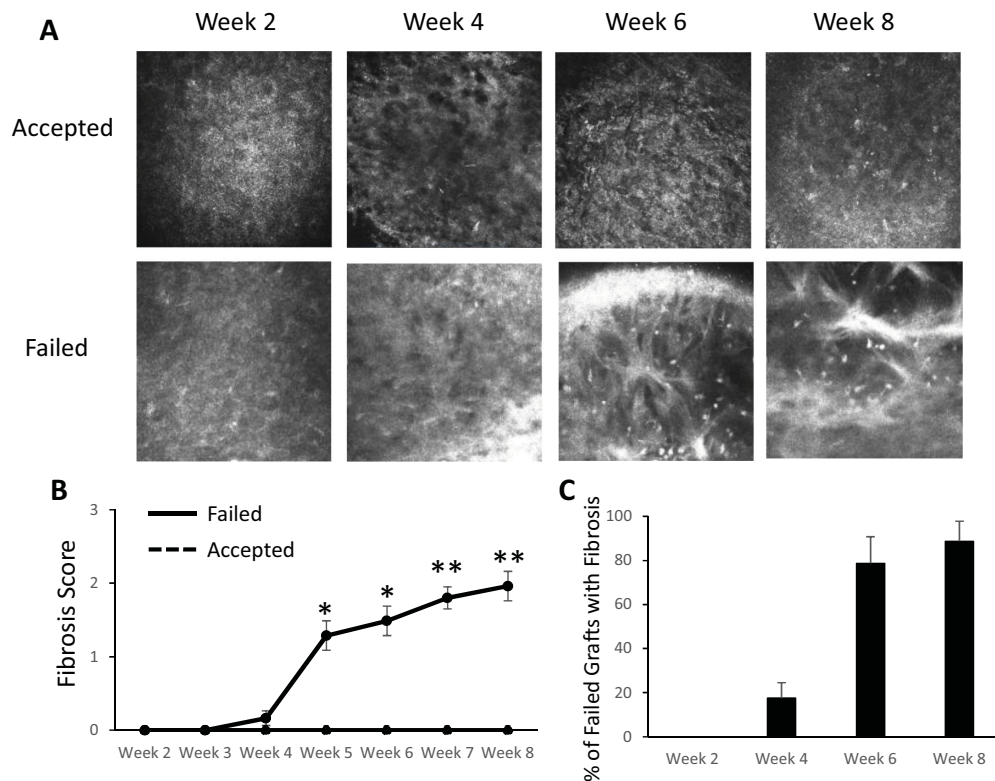 A
Week 2 Week 4 Week 6 Week 8
Accepted
Failed
B
Fibrosis Score
3
2
1
0
Failed
Accepted
* * ** **
Week 2 Week 3 Week 4 Week 5 Week 6 Week 7 Week 8
C
% of Failed Grafts with Fibrosis
100
80
60
40
20
0
Week 2 Week 4 Week 6 Week 8